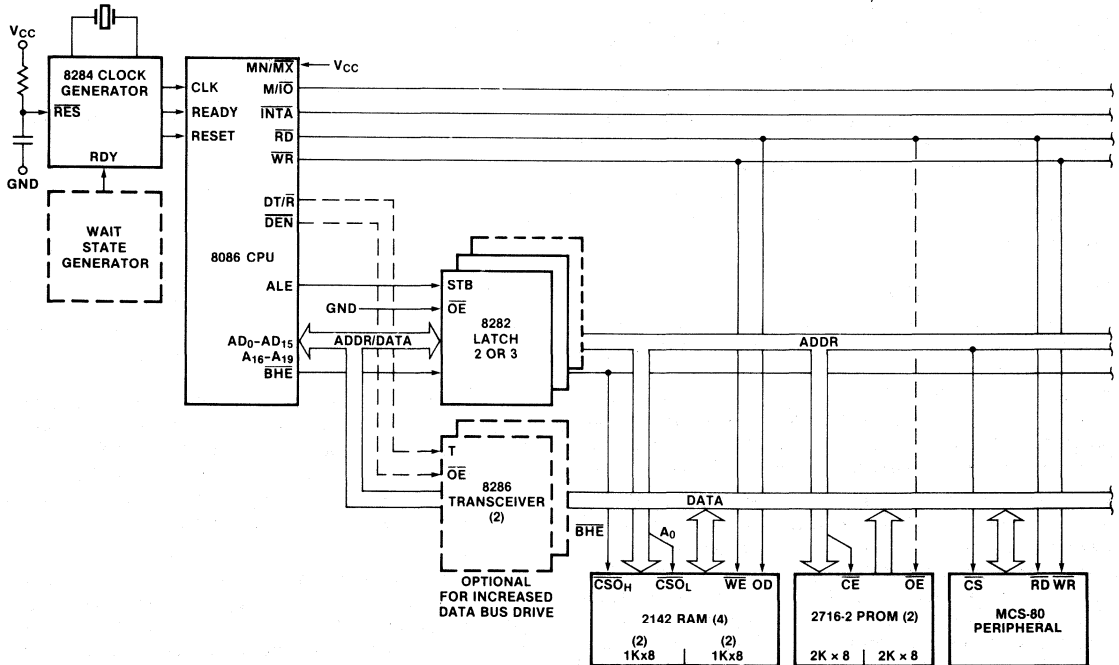 VCC
8284 CLOCK
GENERATOR
RES
RDY
GND
WAIT
STATE
GENERATOR
CLK
READY
RESET
8086 CPU
MN/MX
VCC
M/IO
INTA
RD
WR
DT/R
DEN
ALE
AD0–AD15
A16–A19
BHE
ADDR/DATA
GND
STB
OE
8282
LATCH
2 OR 3
ADDR
T
OE
8286
TRANSCEIVER
(2)
OPTIONAL
FOR INCREASED
DATA BUS DRIVE
DATA
BHE
A0
CSOH
CSOL
WE
OD
2142 RAM (4)
(2)
1Kx8
(2)
1Kx8
CE
OE
2716-2 PROM (2)
2K × 8
2K × 8
CS
RD
WR
MCS-80
PERIPHERAL